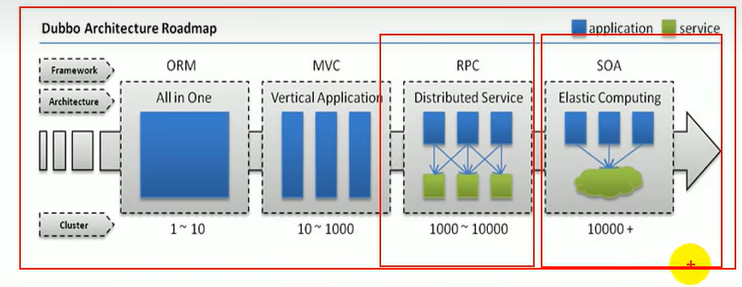 Dubbo Architecture Roadmap
application service
Framework ORM MVC RPC SOA
Architecture All in One Vertical Application Distributed Service Elastic Computing
Cluster 1 ~ 10 10 ~ 1000 1000 ~ 10000 10000 +